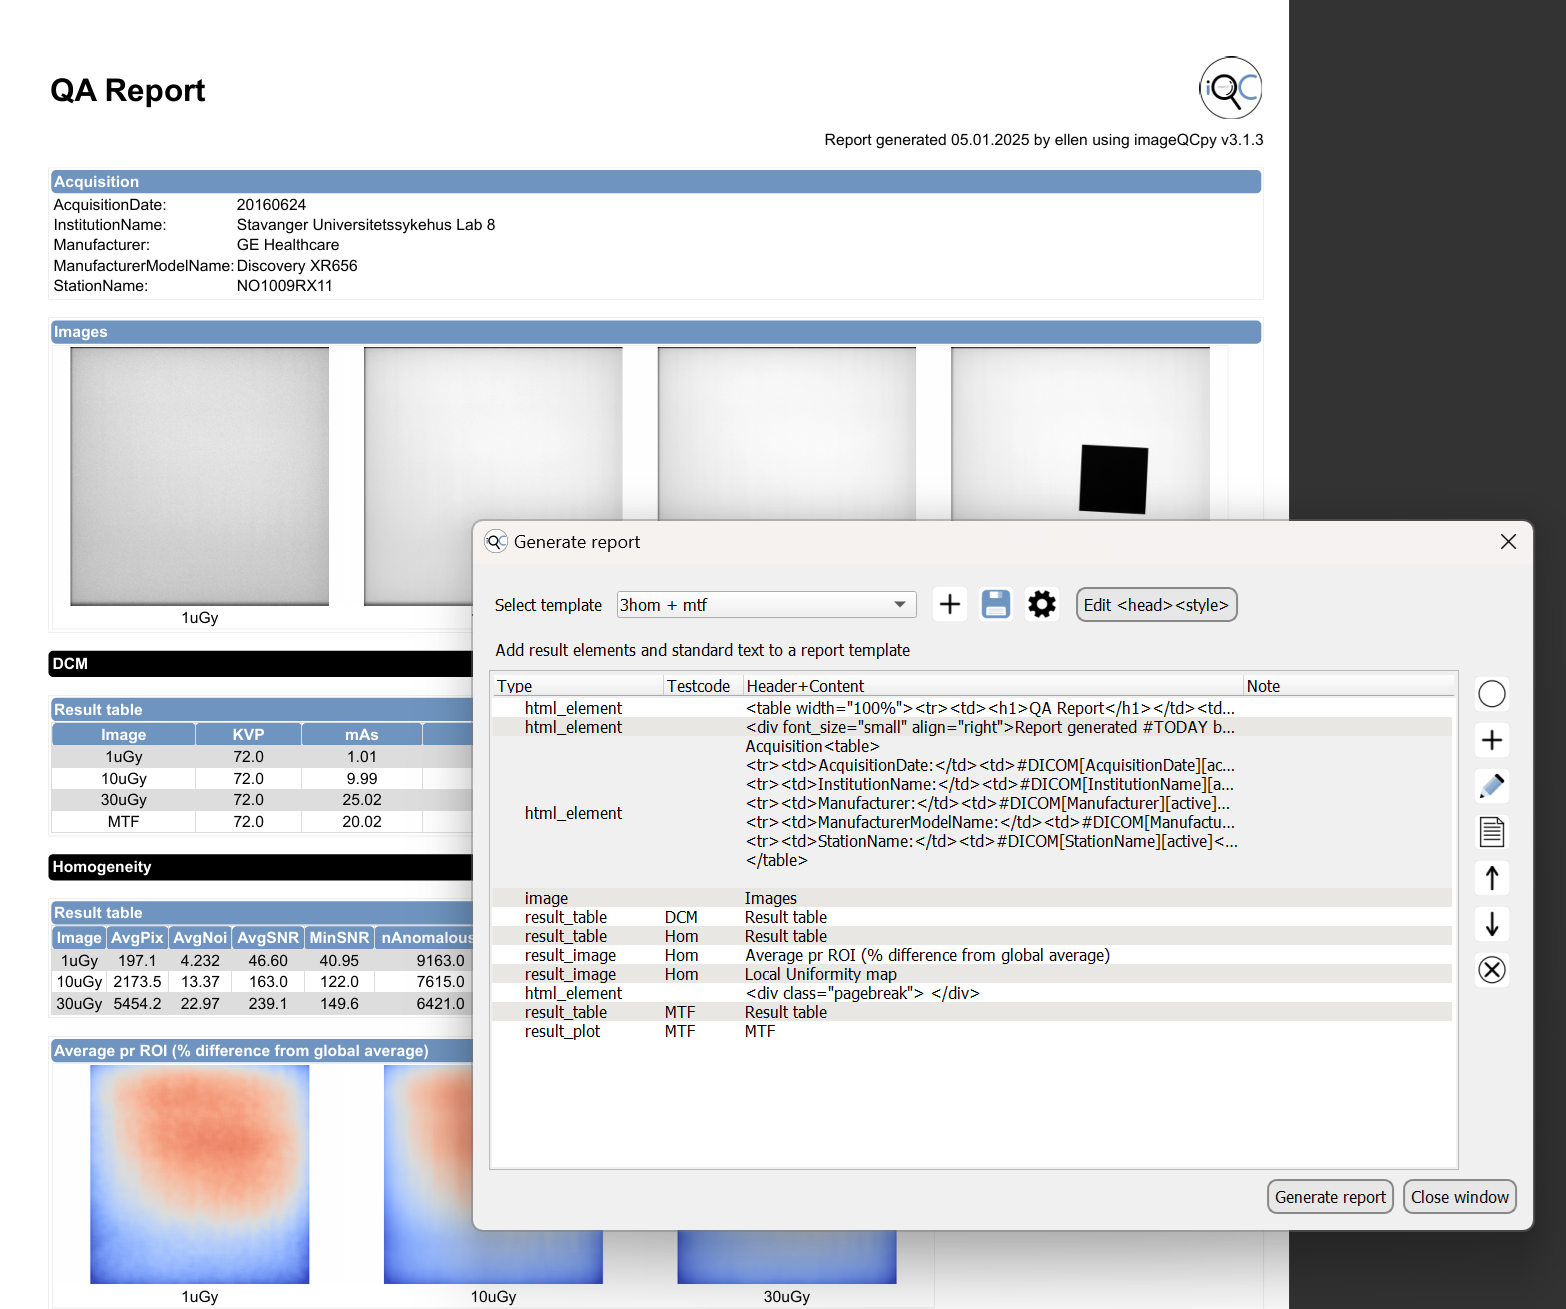 QA Report
iQC
Report generated 05.01.2025 by ellen using imageQCpy v3.1.3
Acquisition
AcquisitionDate: 20160624
InstitutionName: Stavanger Universitetssykehus Lab 8
Manufacturer: GE Healthcare
ManufacturerModelName: Discovery XR656
StationName: NO1009RX11
Images
1uGy
DCM
Result table
Image KVP mAs
1uGy 72.0 1.01
10uGy 72.0 9.99
30uGy 72.0 25.02
MTF 72.0 20.02
Homogeneity
Result table
Image AvgPix AvgNoi AvgSNR MinSNR nAnomalous
1uGy 197.1 4.232 46.60 40.95 9163.0
10uGy 2173.5 13.37 163.0 122.0 7615.0
30uGy 5454.2 22.97 239.1 149.6 6421.0
Average pr ROI (% difference from global average)
1uGy 10uGy 30uGy
iQC Generate report
Select template 3hom + mtf Edit <head><style>
Add result elements and standard text to a report template
Type Testcode Header+Content Note
html_element <table width="100%"><tr><td><h1>QA Report</h1></td><td...
html_element <div font_size="small" align="right">Report generated #TODAY b...
Acquisition<table>
<tr><td>AcquisitionDate:</td><td>#DICOM[AcquisitionDate][ac...
<tr><td>InstitutionName:</td><td>#DICOM[InstitutionName][a...
<tr><td>Manufacturer:</td><td>#DICOM[Manufacturer][active]...
html_element
<tr><td>ManufacturerModelName:</td><td>#DICOM[Manufactu...
<tr><td>StationName:</td><td>#DICOM[StationName][active]<...
</table>
image Images
result_table DCM Result table
result_table Hom Result table
result_image Hom Average pr ROI (% difference from global average)
result_image Hom Local Uniformity map
html_element <div class="pagebreak"> </div>
result_table MTF Result table
result_plot MTF MTF
Generate report Close window